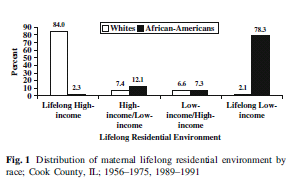 Whites African-Americans
Percent
90
80
70
60
50
40
30
20
10
0
84.0 2.3 7.4 12.1 6.6 7.3 2.1 78.3
Lifelong High- High- Low- Lifelong Low-
income income/Low- income/High- income
income income
Lifelong Residential Environment
Fig. 1 Distribution of maternal lifelong residential environment by
race; Cook County, IL; 1956–1975, 1989–1991